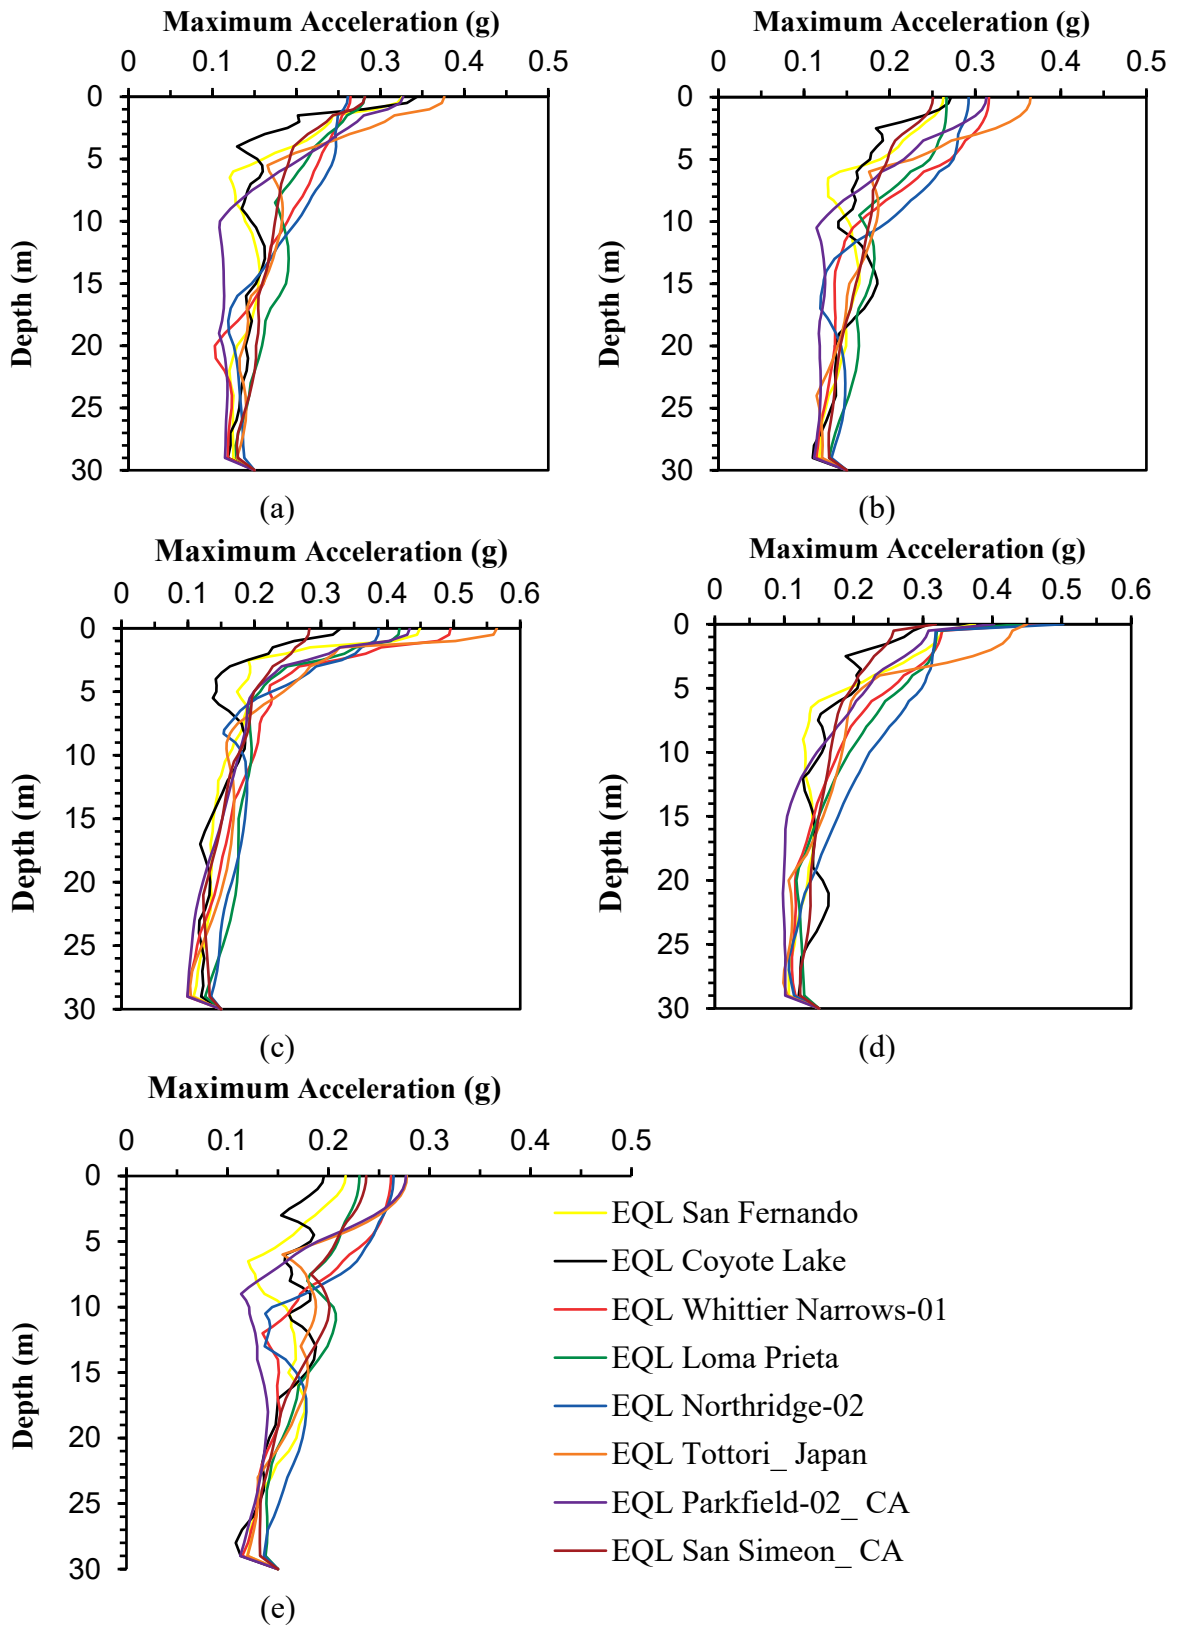 Maximum Acceleration (g)
0 0.1 0.2 0.3 0.4 0.5
0
5
10
15
20
25
30
Depth (m)
(a)
Maximum Acceleration (g)
0 0.1 0.2 0.3 0.4 0.5
0
5
10
15
20
25
30
Depth (m)
(b)
Maximum Acceleration (g)
0 0.1 0.2 0.3 0.4 0.5 0.6
0
5
10
15
20
25
30
Depth (m)
(c)
Maximum Acceleration (g)
0 0.1 0.2 0.3 0.4 0.5 0.6
0
5
10
15
20
25
30
Depth (m)
(d)
Maximum Acceleration (g)
0 0.1 0.2 0.3 0.4 0.5
0
5
10
15
20
25
30
Depth (m)
(e)
EQL San Fernando
EQL Coyote Lake
EQL Whittier Narrows-01
EQL Loma Prieta
EQL Northridge-02
EQL Tottori_ Japan
EQL Parkfield-02_ CA
EQL San Simeon_ CA